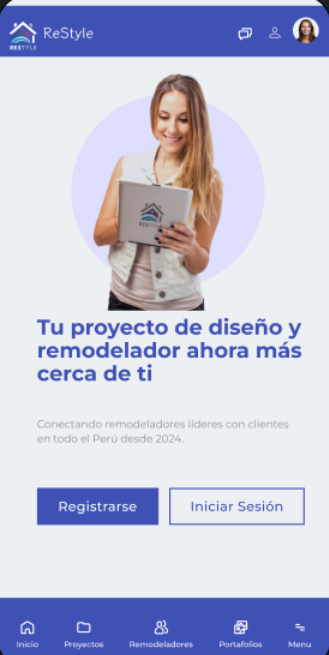 ReStyle
RESTYLE
RESTYLE
Tu proyecto de diseño y
remodelador ahora más
cerca de ti
Conectando remodeladores líderes con clientes
en todo el Perú desde 2024.
Registrarse
Iniciar Sesión
Inicio
Proyectos
Remodeladores
Portafolios
Menu